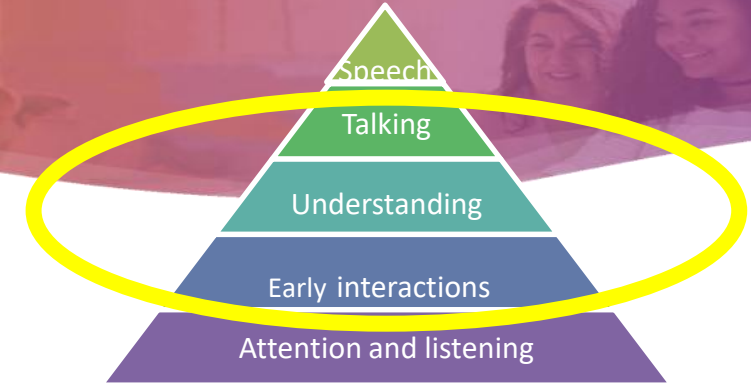 Speech
Talking
Understanding
Early interactions
Attention and listening